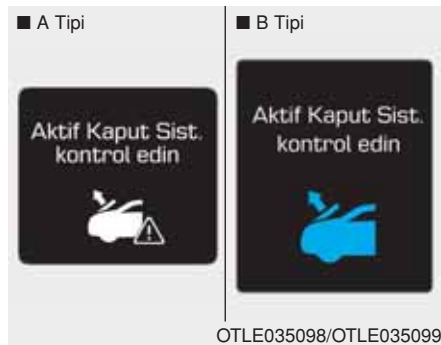 ■ A Tipi
Aktif Kaput Sist.
kontrol edin
■ B Tipi
Aktif Kaput Sist.
kontrol edin
OTLE035098/OTLE035099